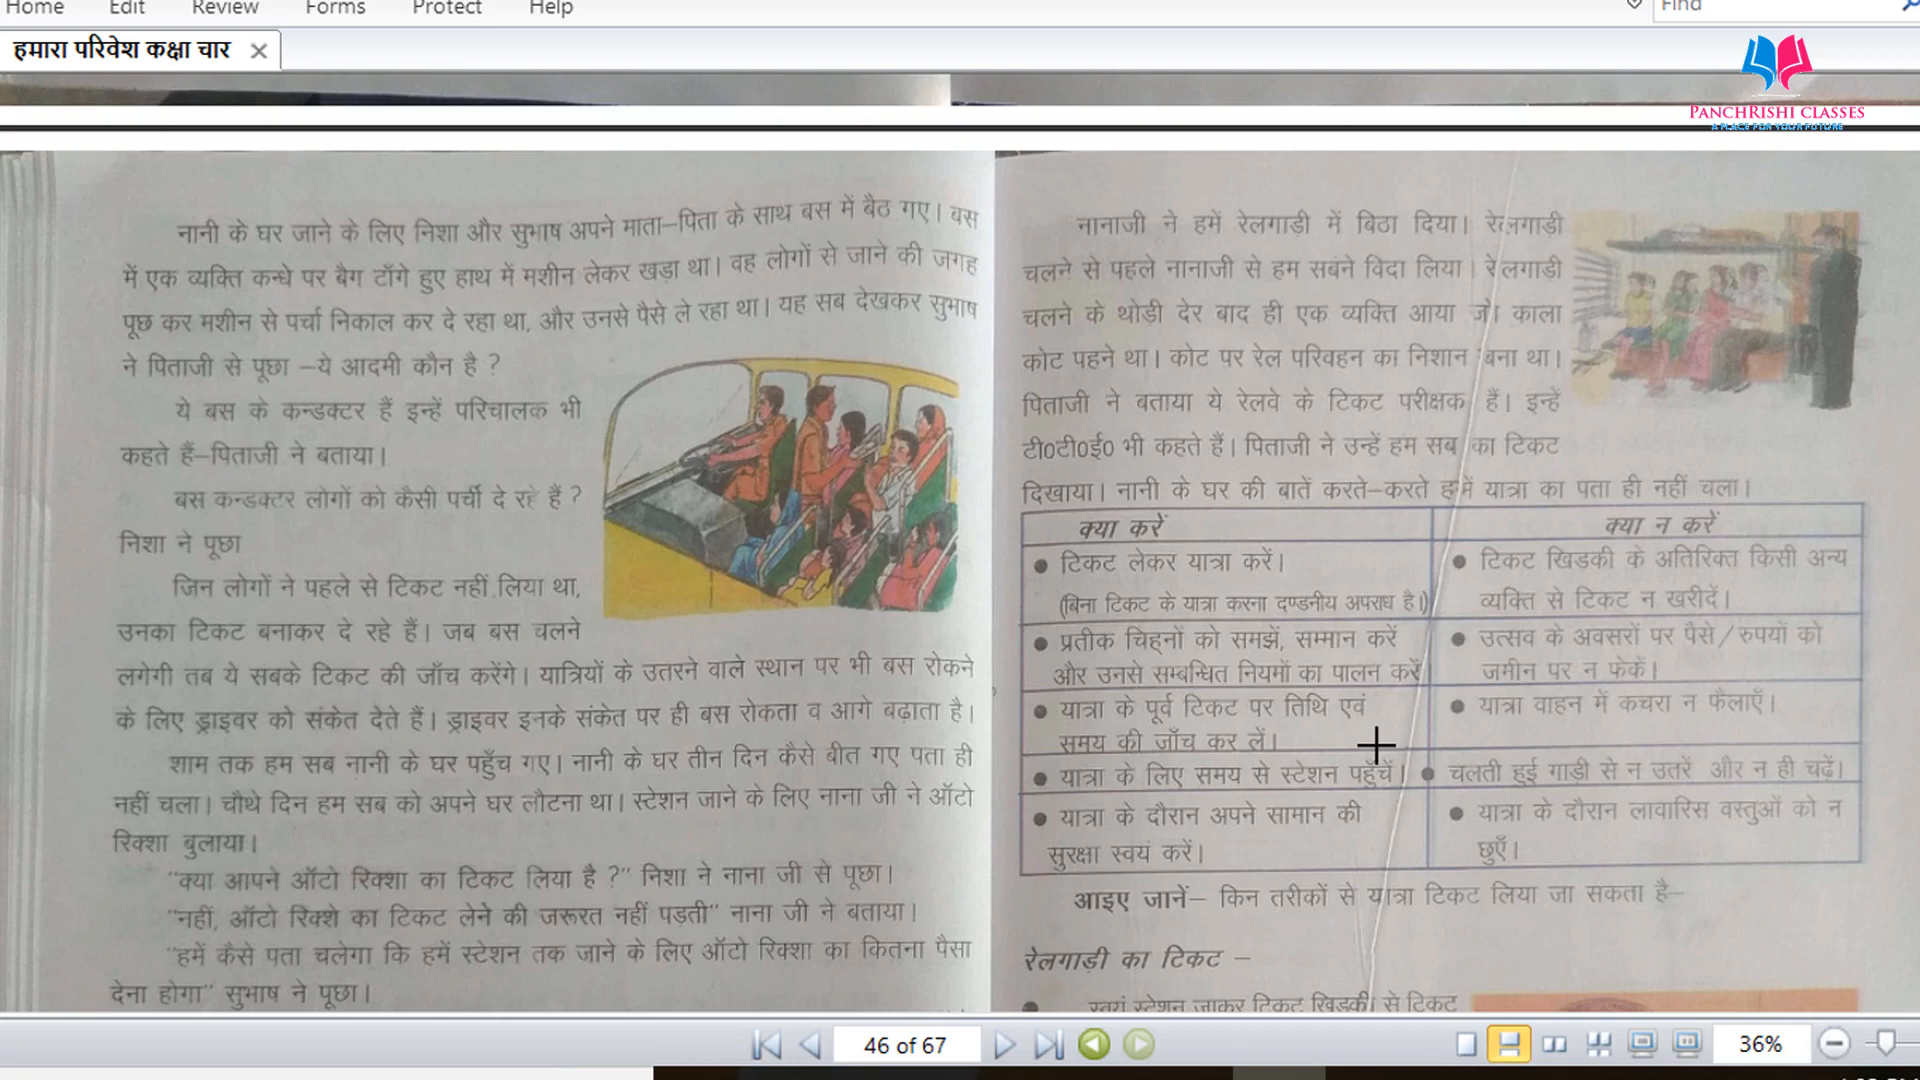 Home Edit Review Forms Protect Help
Find
हमारा परिवेश कक्षा चार
PANCHRISHI CLASSES
A PLACE FOR YOUR FUTURE
नानी के घर जाने के लिए निशा और सुभाष अपने माता–पिता के साथ बस में बैठ गए। बस
में एक व्यक्ति कन्धे पर बैग टाँगे हुए हाथ में मशीन लेकर खड़ा था। वह लोगों से जाने की जगह
पूछ कर मशीन से पर्चा निकाल कर दे रहा था, और उनसे पैसे ले रहा था। यह सब देखकर सुभाष
ने पिताजी से पूछा –ये आदमी कौन है ?
ये बस के कन्डक्टर हैं इन्हें परिचालक भी
कहते हैं–पिताजी ने बताया।
बस कन्डक्टर लोगों को कैसी पर्ची दे रहे हैं ?
निशा ने पूछा
जिन लोगों ने पहले से टिकट नहीं लिया था,
उनका टिकट बनाकर दे रहे हैं। जब बस चलने
लगेगी तब ये सबके टिकट की जाँच करेंगे। यात्रियों के उतरने वाले स्थान पर भी बस रोकने
के लिए ड्राइवर को संकेत देते हैं। ड्राइवर इनके संकेत पर ही बस रोकता व आगे बढ़ाता है।
शाम तक हम सब नानी के घर पहुँच गए। नानी के घर तीन दिन कैसे बीत गए पता ही
नहीं चला। चौथे दिन हम सब को अपने घर लौटना था। स्टेशन जाने के लिए नाना जी ने ऑटो
रिक्शा बुलाया।
"क्या आपने ऑटो रिक्शा का टिकट लिया है ?" निशा ने नाना जी से पूछा।
"नहीं, ऑटो रिक्शे का टिकट लेने की जरूरत नहीं पड़ती" नाना जी ने बताया।
"हमें कैसे पता चलेगा कि हमें स्टेशन तक जाने के लिए ऑटो रिक्शा का कितना पैसा
देना होगा" सुभाष ने पूछा।
नानाजी ने हमें रेलगाड़ी में बिठा दिया। रेलगाड़ी
चलने से पहले नानाजी से हम सबने विदा लिया। रेलगाडी
चलने के थोडी देर बाद ही एक व्यक्ति आया जो काला
कोट पहने था। कोट पर रेल परिवहन का निशान बना था।
पिताजी ने बताया ये रेलवे के टिकट परीक्षक हैं। इन्हें
टी0टी0ई0 भी कहते हैं। पिताजी ने उन्हें हम सब का टिकट
दिखाया। नानी के घर की बातें करते–करते हमें यात्रा का पता ही नहीं चला।
क्या करें क्या न करें
● टिकट लेकर यात्रा करें। ● टिकट खिडकी के अतिरिक्त किसी अन्य
(बिना टिकट के यात्रा करना दण्डनीय अपराध है।) व्यक्ति से टिकट न खरीदें।
● प्रतीक चिह्नों को समझें, सम्मान करें ● उत्सव के अवसरों पर पैसे/रुपयों को
और उनसे सम्बन्धित नियमों का पालन करें जमीन पर न फेकें।
● यात्रा के पूर्व टिकट पर तिथि एवं ● यात्रा वाहन में कचरा न फैलाएँ।
समय की जाँच कर लें।
● यात्रा के लिए समय से स्टेशन पहुँचें। ● चलती हुई गाड़ी से न उतरें और न ही चढ़ें।
● यात्रा के दौरान अपने सामान की ● यात्रा के दौरान लावारिस वस्तुओं को न
सुरक्षा स्वयं करें। छुएँ।
आइए जानें– किन तरीकों से यात्रा टिकट लिया जा सकता है–
रेलगाड़ी का टिकट –
● स्वयं स्टेशन जाकर टिकट खिडकी से टिकट
46 of 67
36%